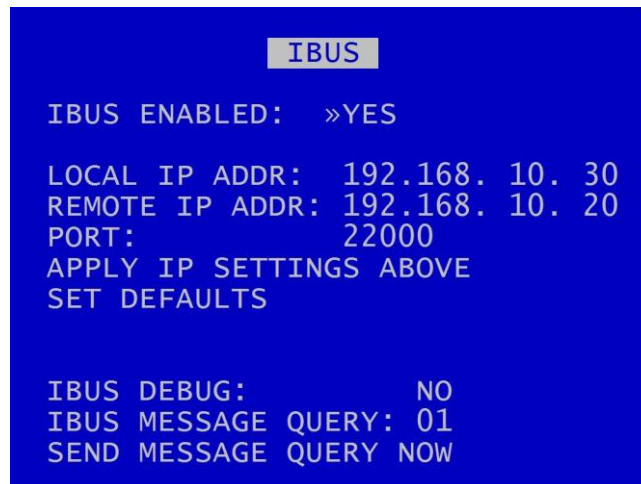 IBUS
IBUS ENABLED: »YES
LOCAL IP ADDR: 192.168. 10. 30
REMOTE IP ADDR: 192.168. 10. 20
PORT: 22000
APPLY IP SETTINGS ABOVE
SET DEFAULTS
IBUS DEBUG: NO
IBUS MESSAGE QUERY: 01
SEND MESSAGE QUERY NOW